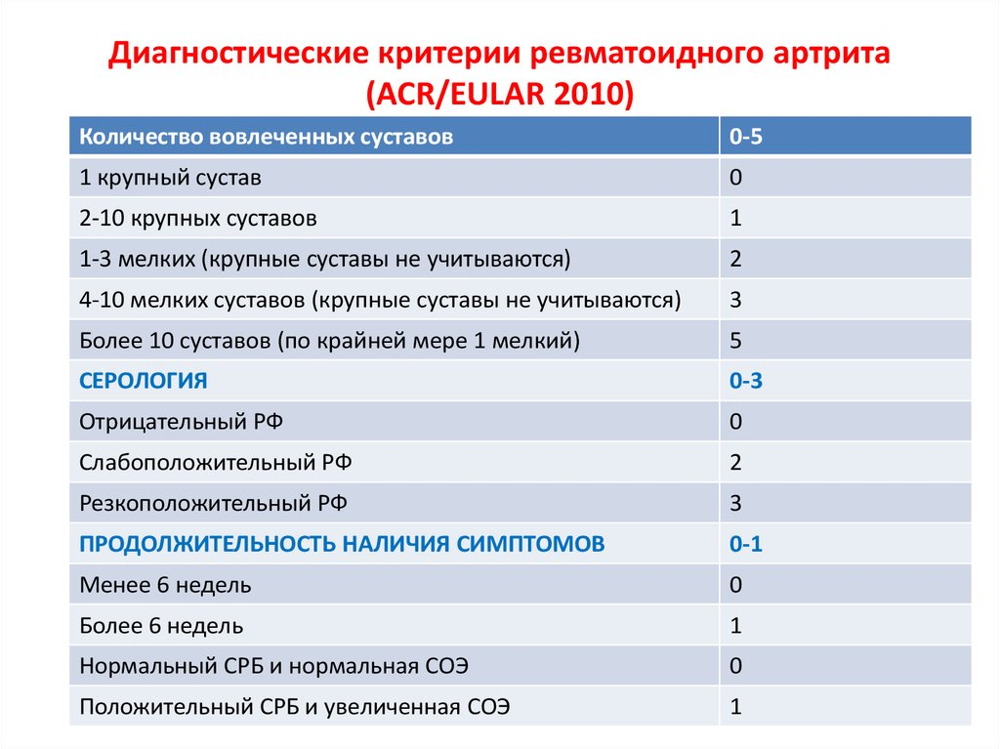 Диагностические критерии ревматоидного артрита
(ACR/EULAR 2010)
Количество вовлеченных суставов 0-5
1 крупный сустав 0
2-10 крупных суставов 1
1-3 мелких (крупные суставы не учитываются) 2
4-10 мелких суставов (крупные суставы не учитываются) 3
Более 10 суставов (по крайней мере 1 мелкий) 5
СЕРОЛОГИЯ 0-3
Отрицательный РФ 0
Слабоположительный РФ 2
Резкоположительный РФ 3
ПРОДОЛЖИТЕЛЬНОСТЬ НАЛИЧИЯ СИМПТОМОВ 0-1
Менее 6 недель 0
Более 6 недель 1
Нормальный СРБ и нормальная СОЭ 0
Положительный СРБ и увеличенная СОЭ 1